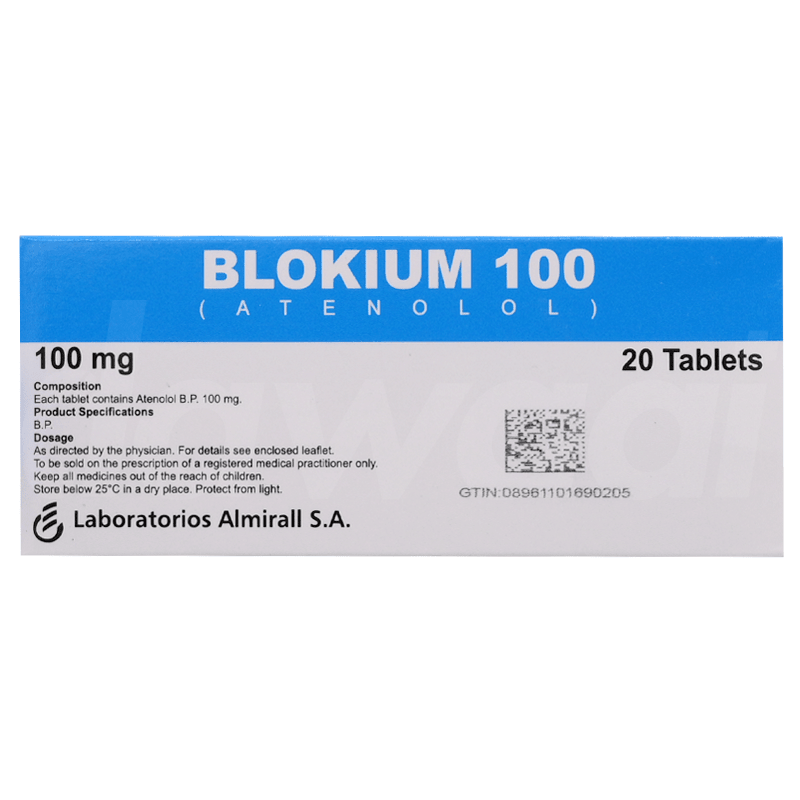 BLOKIUM 100
(ATENOLOL)
100 mg
20 Tablets
Composition
Each tablet contains Atenolol B.P. 100 mg.
Product Specifications
B.P.
Dosage
As directed by the physician. For details see enclosed leaflet.
To be sold on the prescription of a registered medical practitioner only.
Keep all medicines out of the reach of children.
Store below 25°C in a dry place. Protect from light.
GTIN:08961101690205
Laboratorios Almirall S.A.